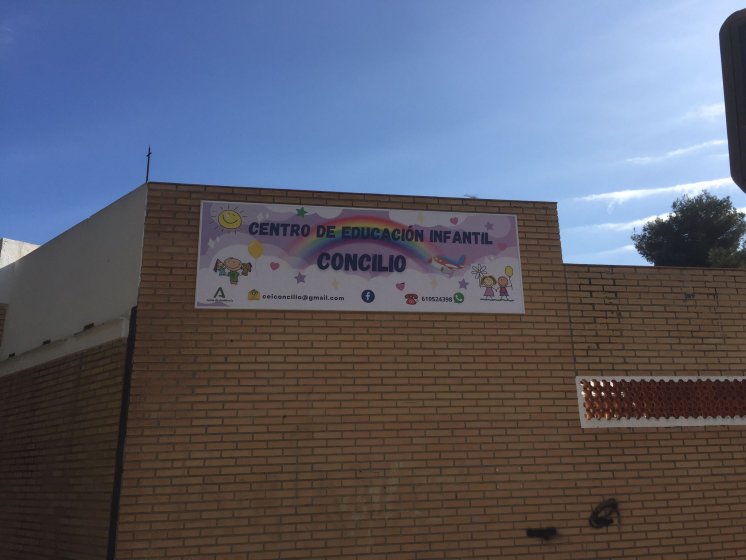 CENTRO DE EDUCACIÓN INFANTIL
CONCILIO
ceiconcilio@gmail.com
610524398